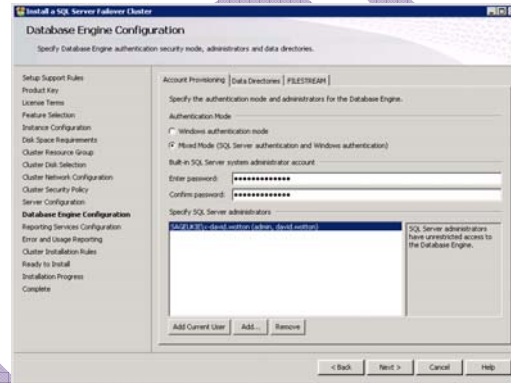 Install a SQL Server Failover Cluster
Database Engine Configuration
Specify Database Engine authentication security mode, administrators and data directories.
Setup Support Rules
Product Key
License Terms
Feature Selection
Instance Configuration
Disk Space Requirements
Cluster Resource Group
Cluster Disk Selection
Cluster Network Configuration
Cluster Security Policy
Server Configuration
Database Engine Configuration
Reporting Services Configuration
Error and Usage Reporting
Cluster Installation Rules
Ready to Install
Installation Progress
Complete
Account Provisioning
Data Directories
FILESTREAM
Specify the authentication mode and administrators for the Database Engine.
Authentication Mode
Windows authentication mode
Mixed Mode (SQL Server authentication and Windows authentication)
Built-in SQL Server system administrator account
Enter password:
Confirm password:
Specify SQL Server administrators
(admin, david.wotton)
SQL Server administrators
have unrestricted access to
the Database Engine.
Add Current User
Add...
Remove
< Back
Next >
Cancel
Help